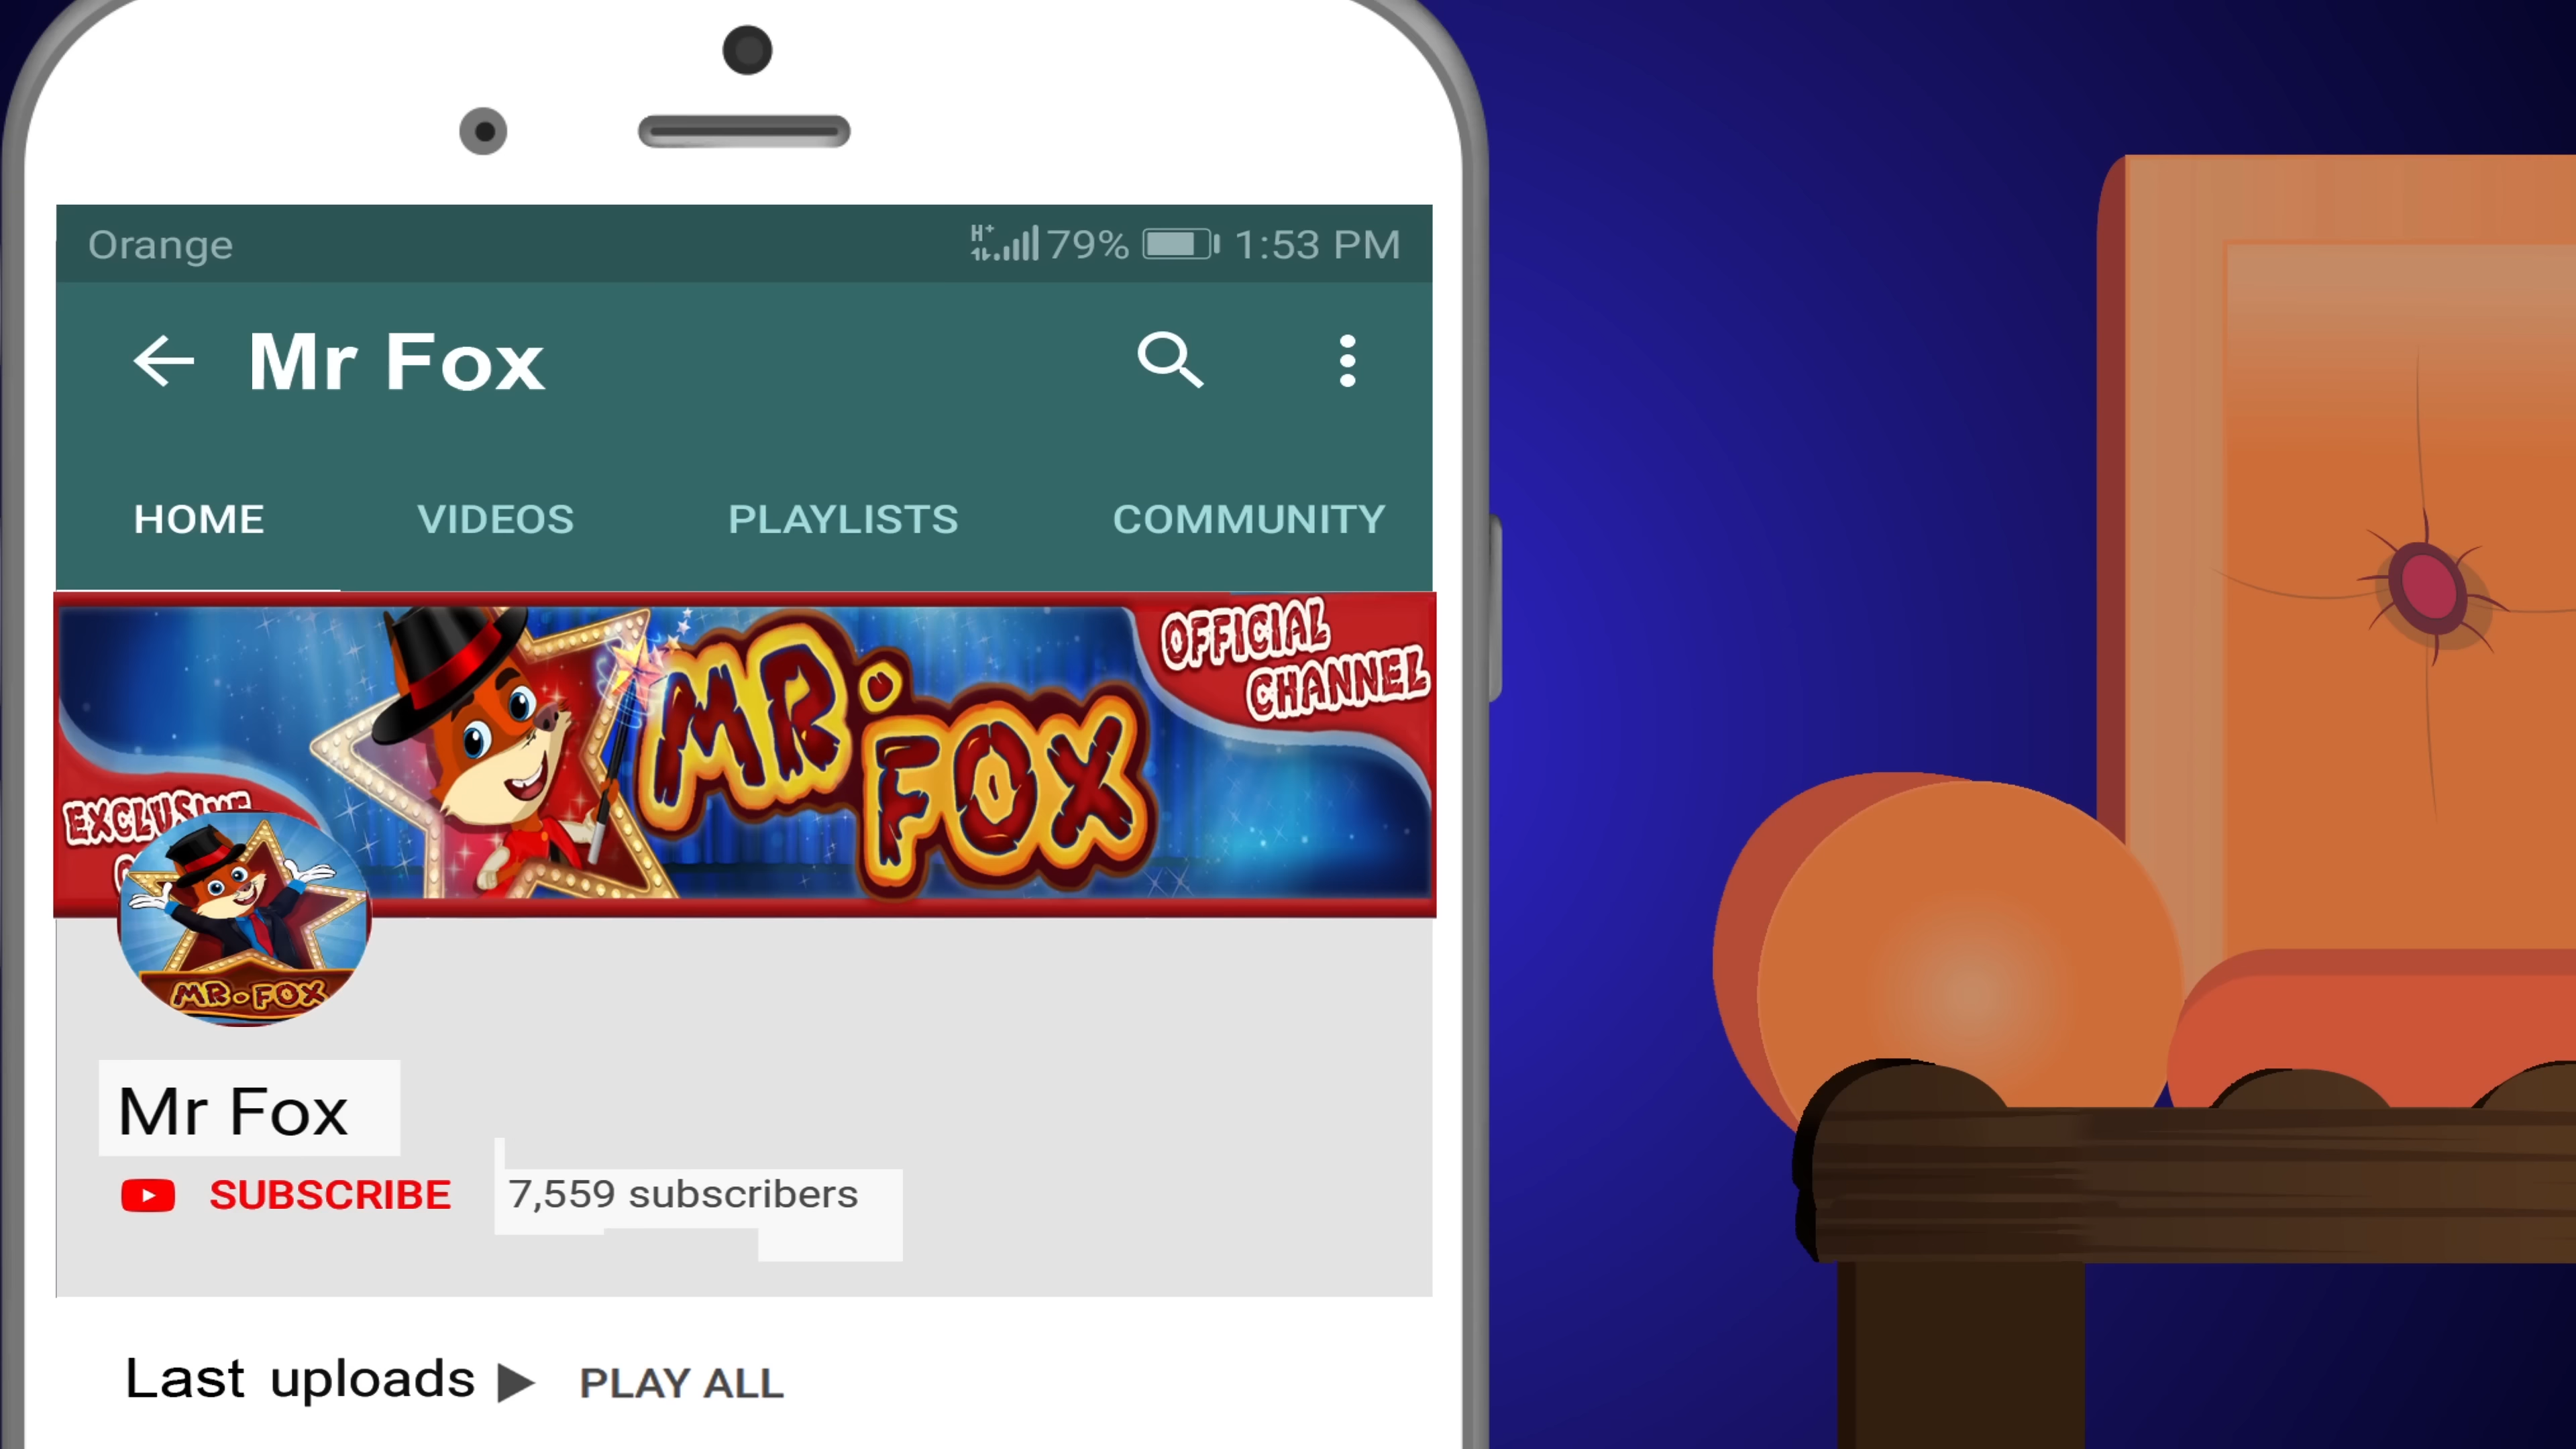 Orange H+ 79% 1:53 PM
Mr Fox
HOME VIDEOS PLAYLISTS COMMUNITY
OFFICIAL
CHANNEL
MR.
FOX
EXCLUSIVE
MR. FOX
Mr Fox
SUBSCRIBE 7,559 subscribers
Last uploads PLAY ALL